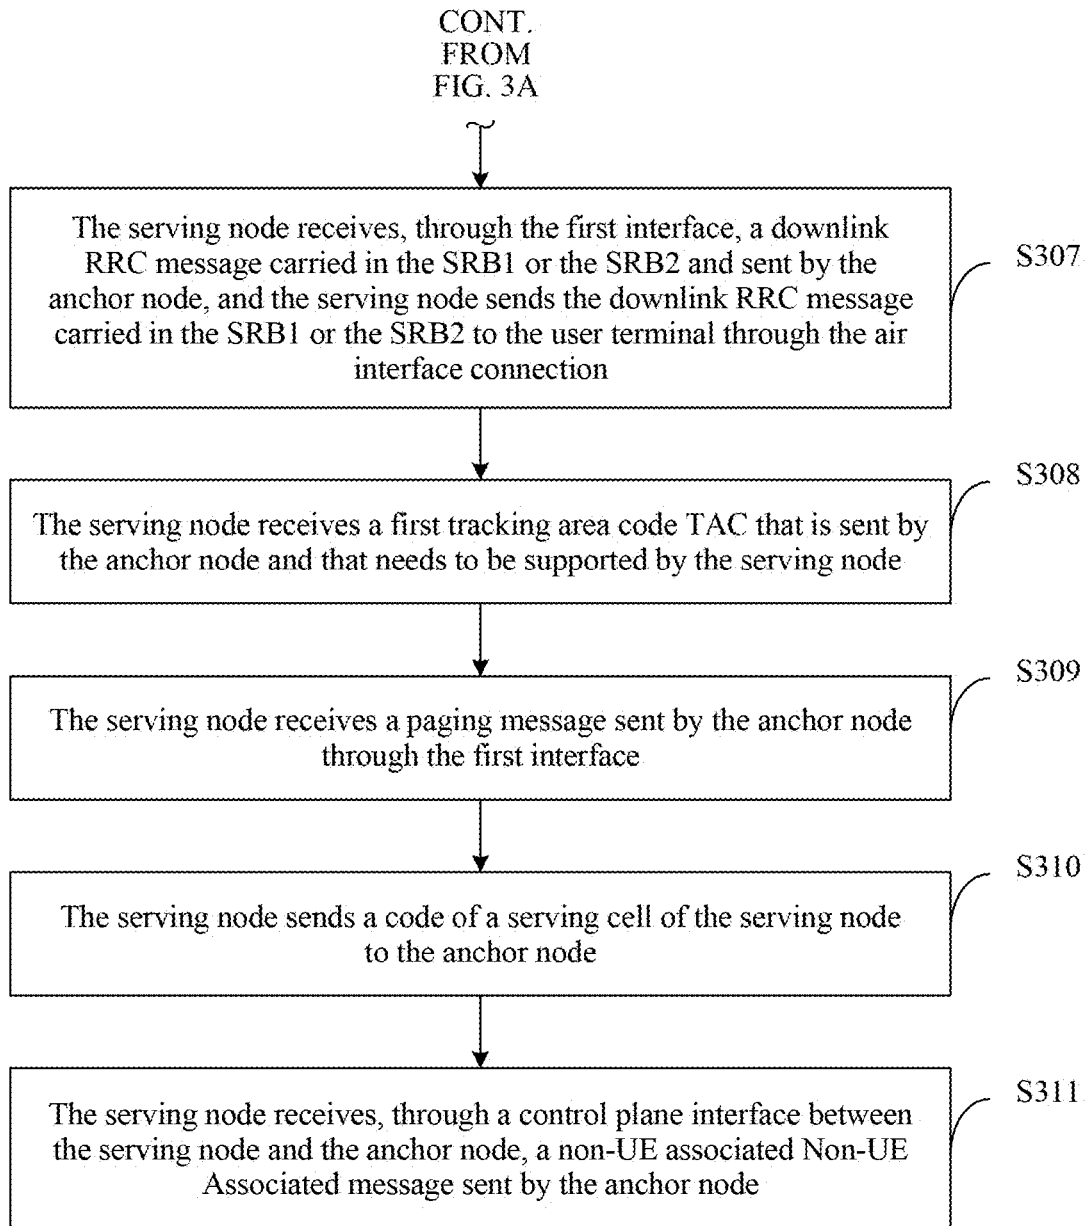 CONT.
FROM
FIG. 3A
The serving node receives, through the first interface, a downlink
RRC message carried in the SRB1 or the SRB2 and sent by the
anchor node, and the serving node sends the downlink RRC message
carried in the SRB1 or the SRB2 to the user terminal through the air
interface connection
S307
The serving node receives a first tracking area code TAC that is sent by
the anchor node and that needs to be supported by the serving node
S308
The serving node receives a paging message sent by the anchor node
through the first interface
S309
The serving node sends a code of a serving cell of the serving node
to the anchor node
S310
The serving node receives, through a control plane interface between
the serving node and the anchor node, a non-UE associated Non-UE
Associated message sent by the anchor node
S311